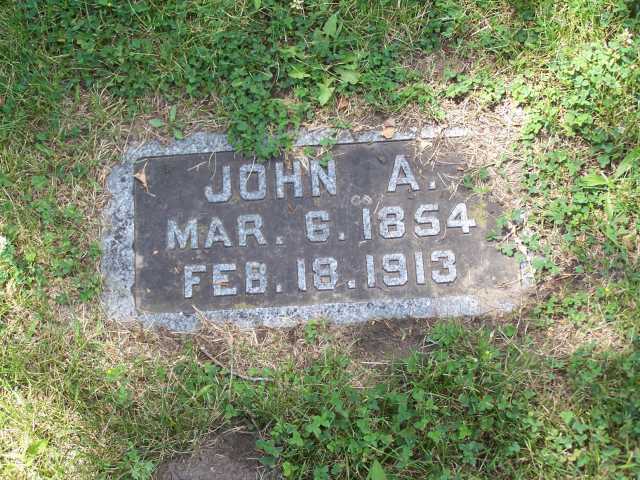 JOHN A.
MAR. 6. 1854
FEB. 18. 1913